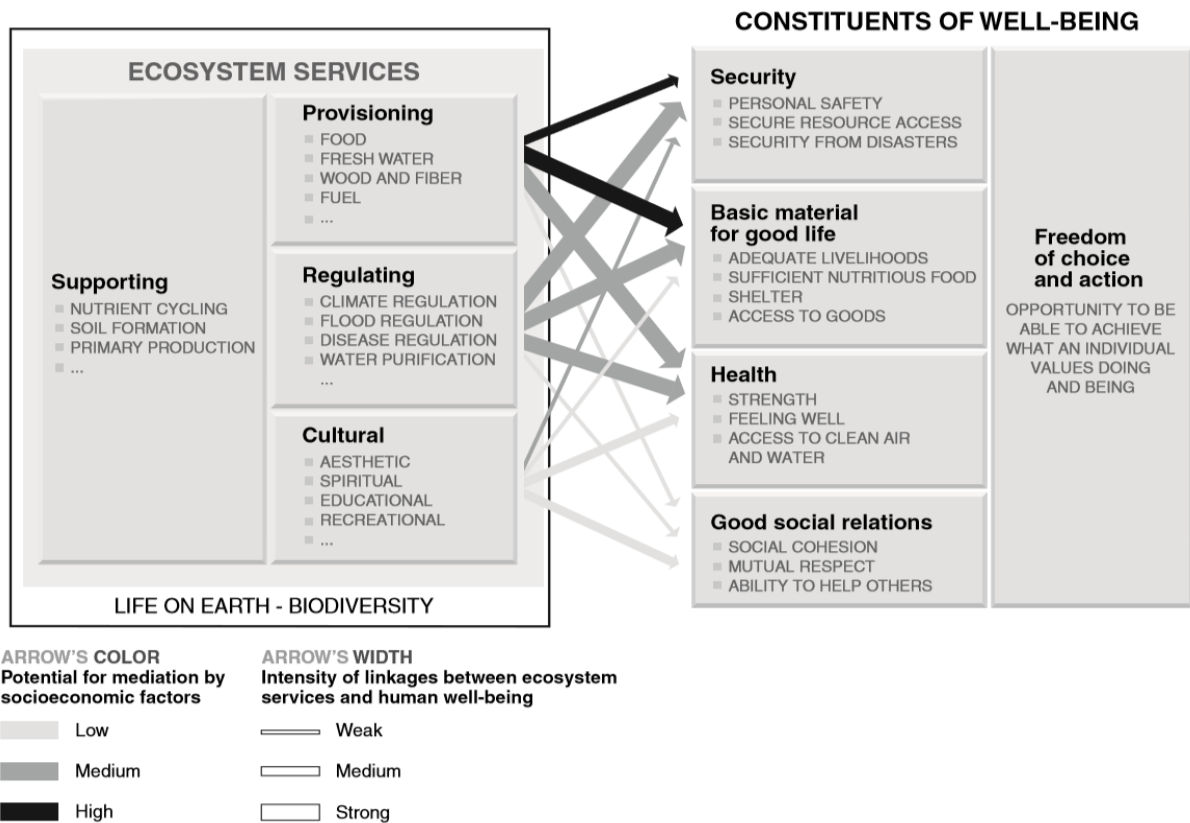 CONSTITUENTS OF WELL-BEING
ECOSYSTEM SERVICES
Supporting
NUTRIENT CYCLING
SOIL FORMATION
PRIMARY PRODUCTION
...
Provisioning
FOOD
FRESH WATER
WOOD AND FIBER
FUEL
...
Regulating
CLIMATE REGULATION
FLOOD REGULATION
DISEASE REGULATION
WATER PURIFICATION
...
Cultural
AESTHETIC
SPIRITUAL
EDUCATIONAL
RECREATIONAL
...
LIFE ON EARTH - BIODIVERSITY
Security
PERSONAL SAFETY
SECURE RESOURCE ACCESS
SECURITY FROM DISASTERS
Basic material
for good life
ADEQUATE LIVELIHOODS
SUFFICIENT NUTRITIOUS FOOD
SHELTER
ACCESS TO GOODS
Health
STRENGTH
FEELING WELL
ACCESS TO CLEAN AIR
AND WATER
Good social relations
SOCIAL COHESION
MUTUAL RESPECT
ABILITY TO HELP OTHERS
Freedom
of choice
and action
OPPORTUNITY TO BE
ABLE TO ACHIEVE
WHAT AN INDIVIDUAL
VALUES DOING
AND BEING
ARROW'S COLOR
Potential for mediation by
socioeconomic factors
Low
Medium
High
ARROW'S WIDTH
Intensity of linkages between ecosystem
services and human well-being
Weak
Medium
Strong